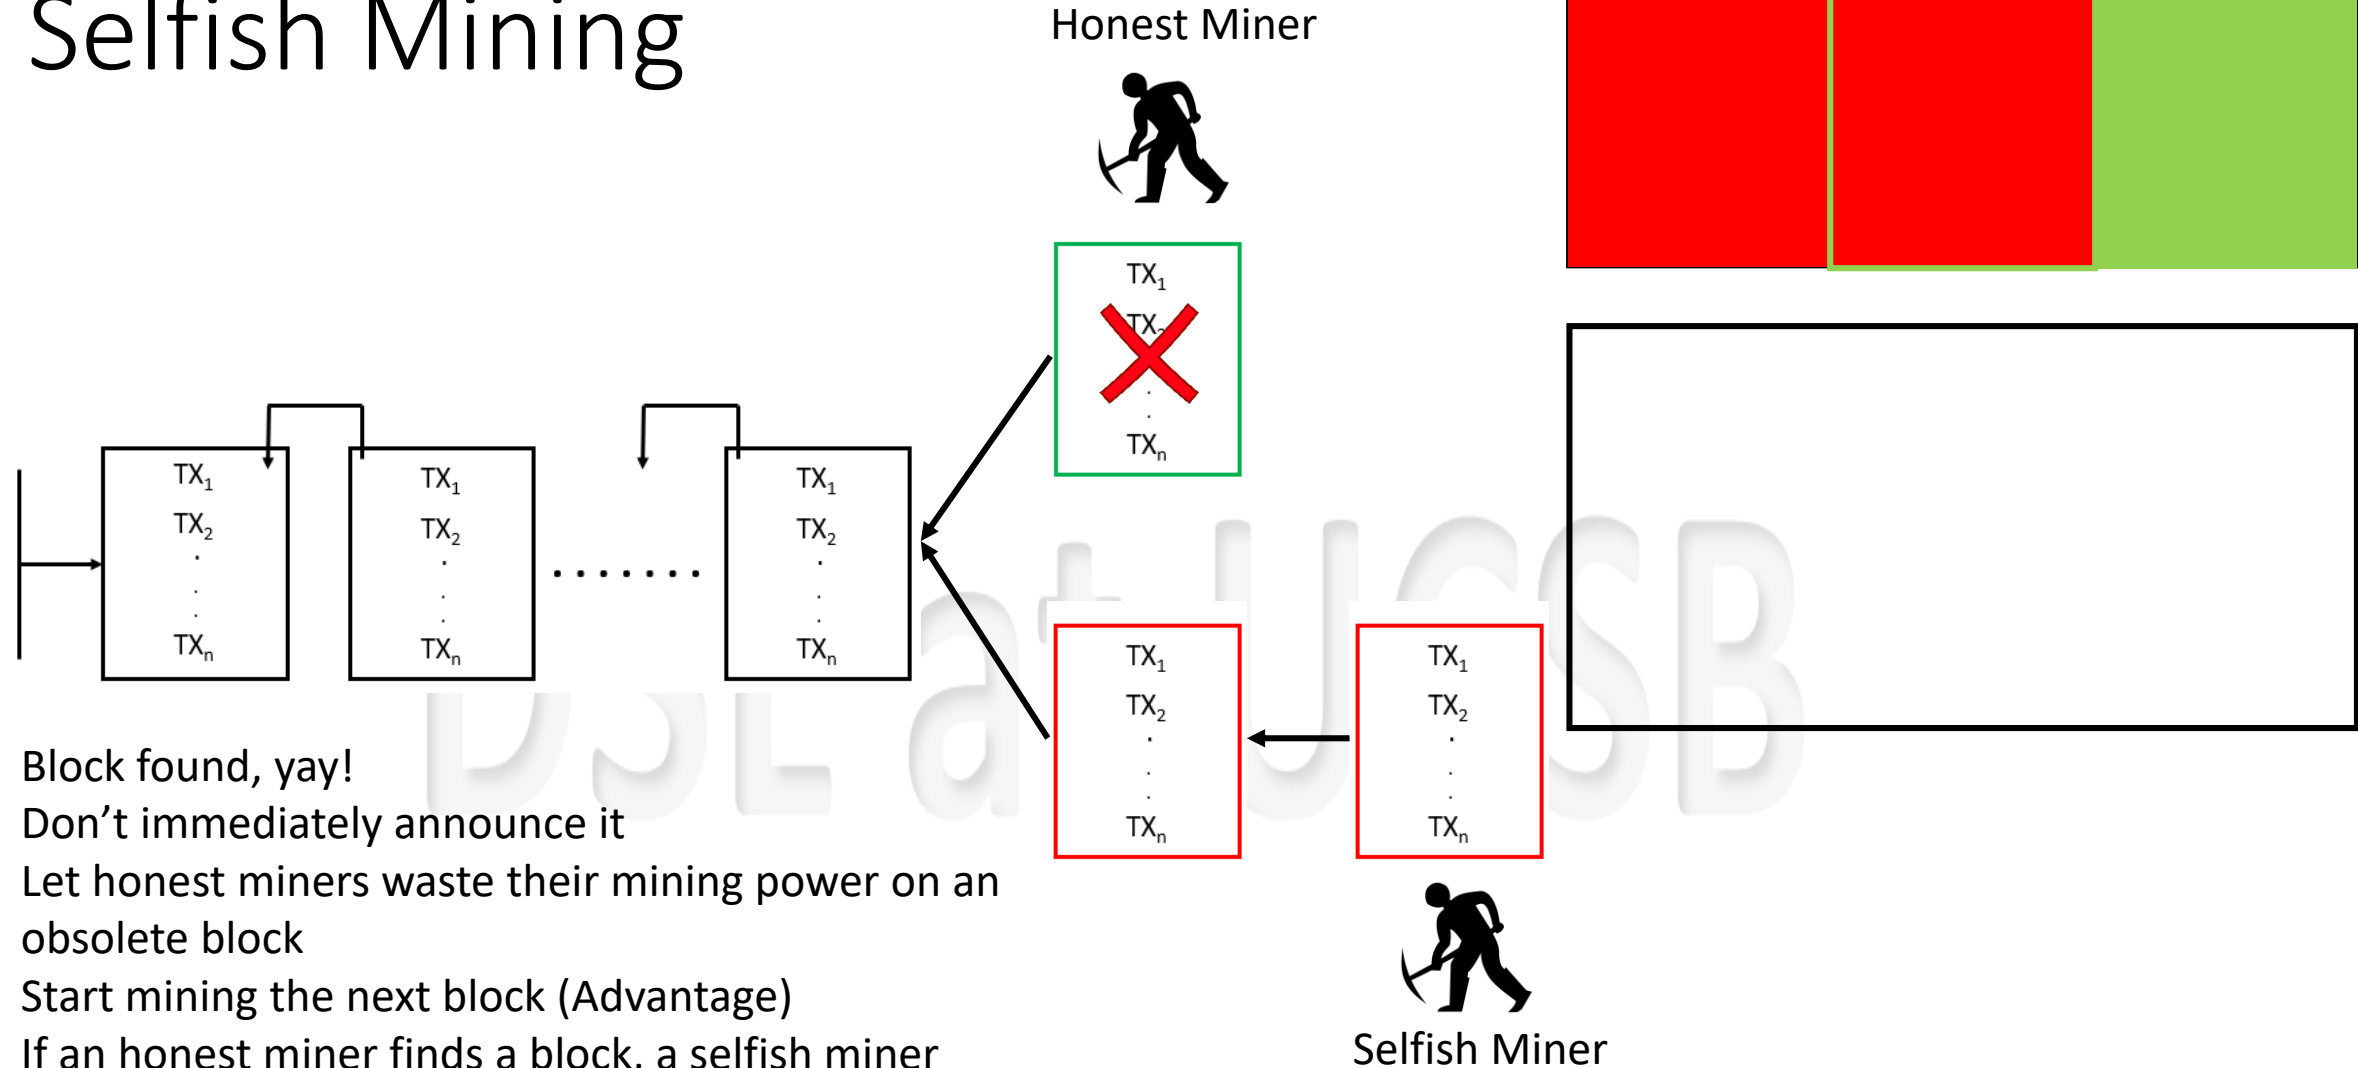 Selfish Mining
Honest Miner
TX1
TX2
TXn
TX1
TX2
.
.
.
TXn
TX1
TX2
.
.
.
TXn
.......
TX1
TX2
.
.
.
TXn
TX1
TX2
.
.
.
TXn
TX1
TX2
.
.
.
TXn
DSL at UCSB
Block found, yay!
Don’t immediately announce it
Let honest miners waste their mining power on an
obsolete block
Start mining the next block (Advantage)
If an honest miner finds a block, a selfish miner
Selfish Miner